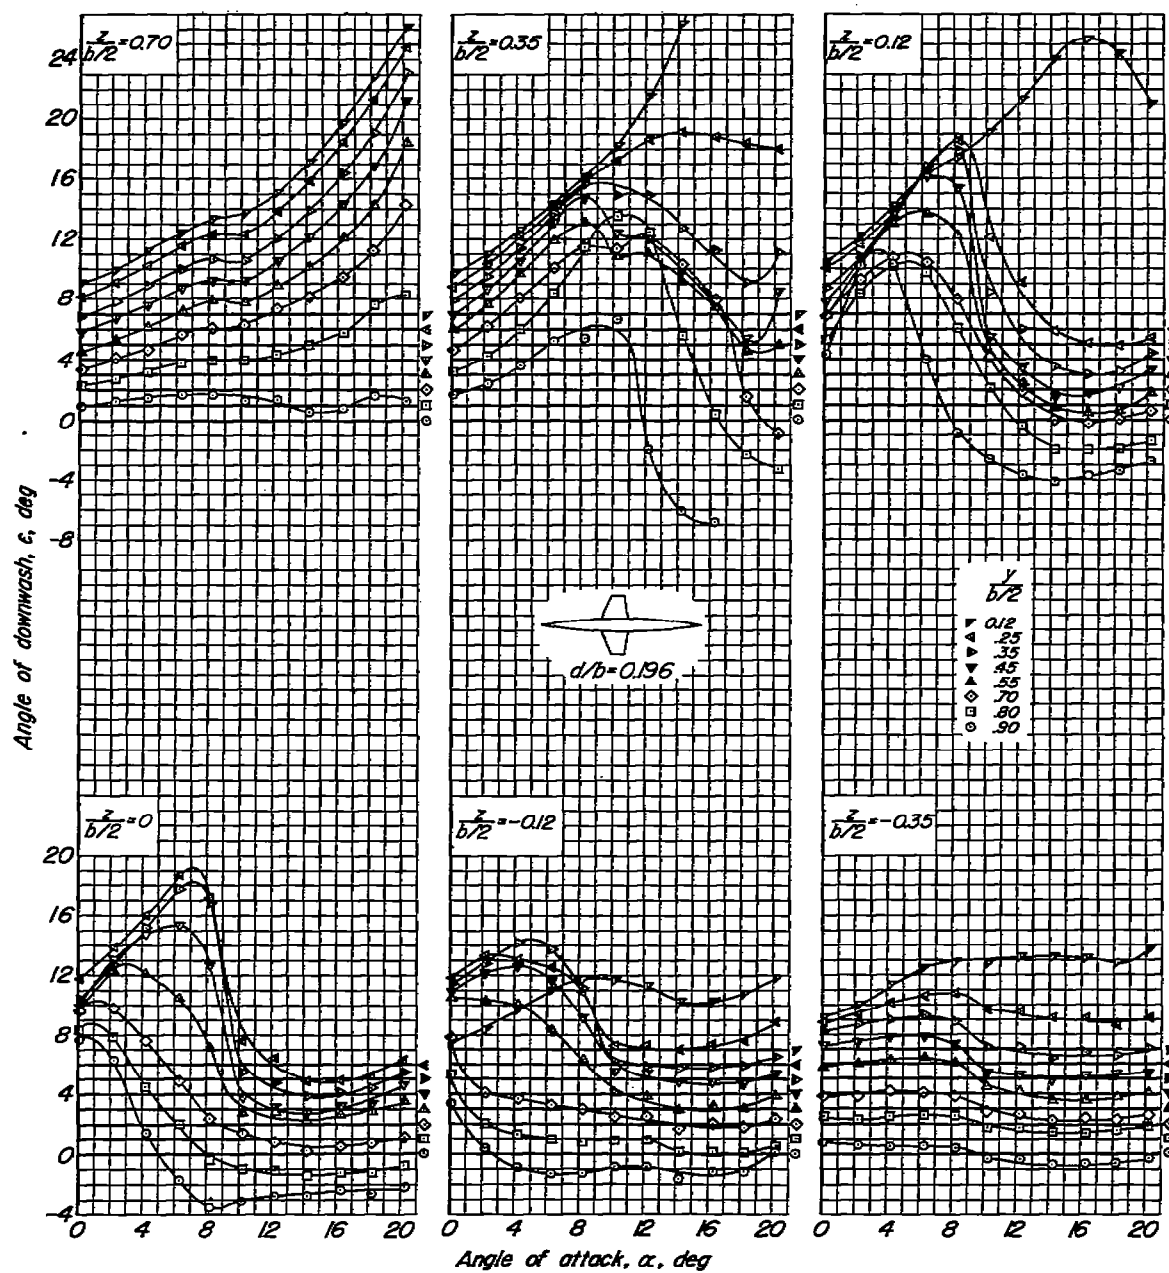 z/b/2 = 0.70
z/b/2 = 0.35
z/b/2 = 0.12
24
20
16
12
8
4
0
-4
-8
Angle of downwash, ε, deg
d/b = 0.196
y/b/2
0.12
.25
.35
.45
.55
.70
.80
.90
z/b/2 = 0
z/b/2 = -0.12
z/b/2 = -0.35
20
16
12
8
4
0
-4
0 4 8 12 16 20 0 4 8 12 16 20 0 4 8 12 16 20
Angle of attack, α, deg